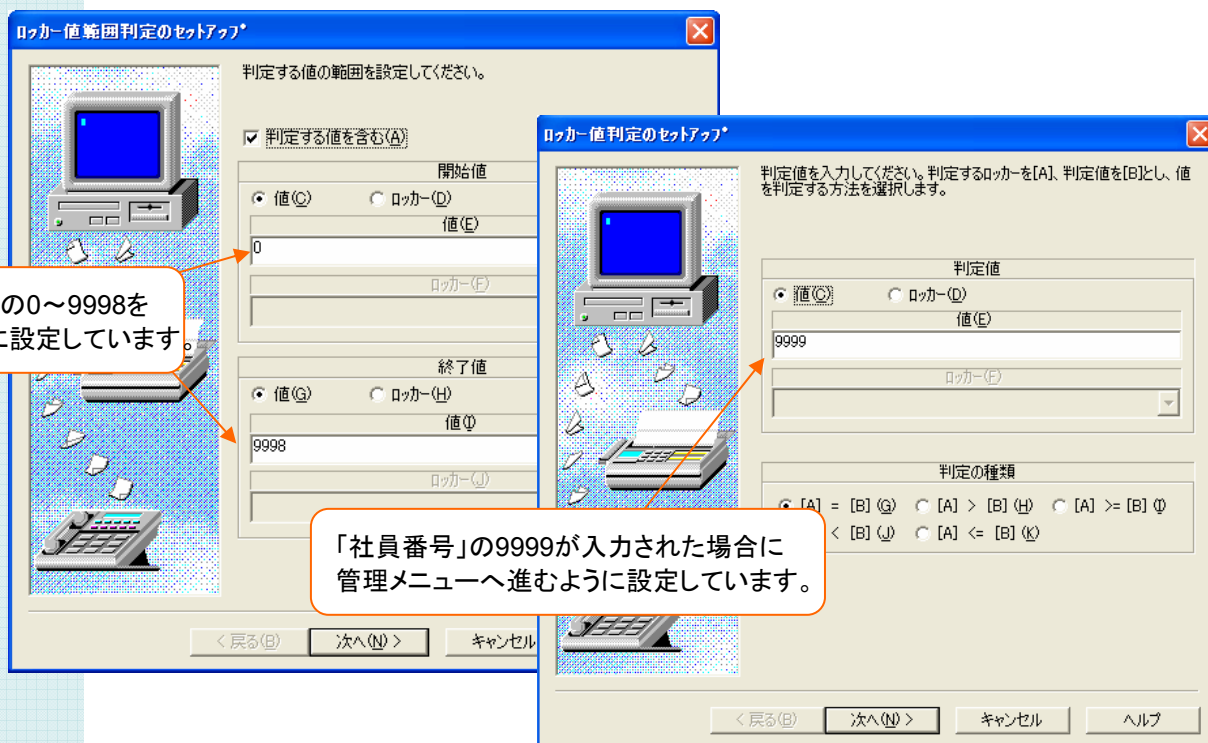 ロッカー値範囲判定のセットアップ
判定する値の範囲を設定してください。
判定する値を含む(A)
開始値
値(C) ロッカー(D)
値(E)
0
ロッカー(F)
の0～9998を
に設定しています。
終了値
値(G) ロッカー(H)
値(I)
9998
ロッカー(J)
< 戻る(B) 次へ(N) > キャンセル
ロッカー値判定のセットアップ
判定値を入力してください。判定するロッカーを[A]、判定値を[B]とし、値
を判定する方法を選択します。
判定値
値(C) ロッカー(D)
値(E)
9999
ロッカー(F)
判定の種類
[A] = [B] (G) [A] > [B] (H) [A] >= [B] (I)
< [B] (J) [A] <= [B] (K)
「社員番号」の9999が入力された場合に
管理メニューへ進むように設定しています。
< 戻る(B) 次へ(N) > キャンセル ヘルプ